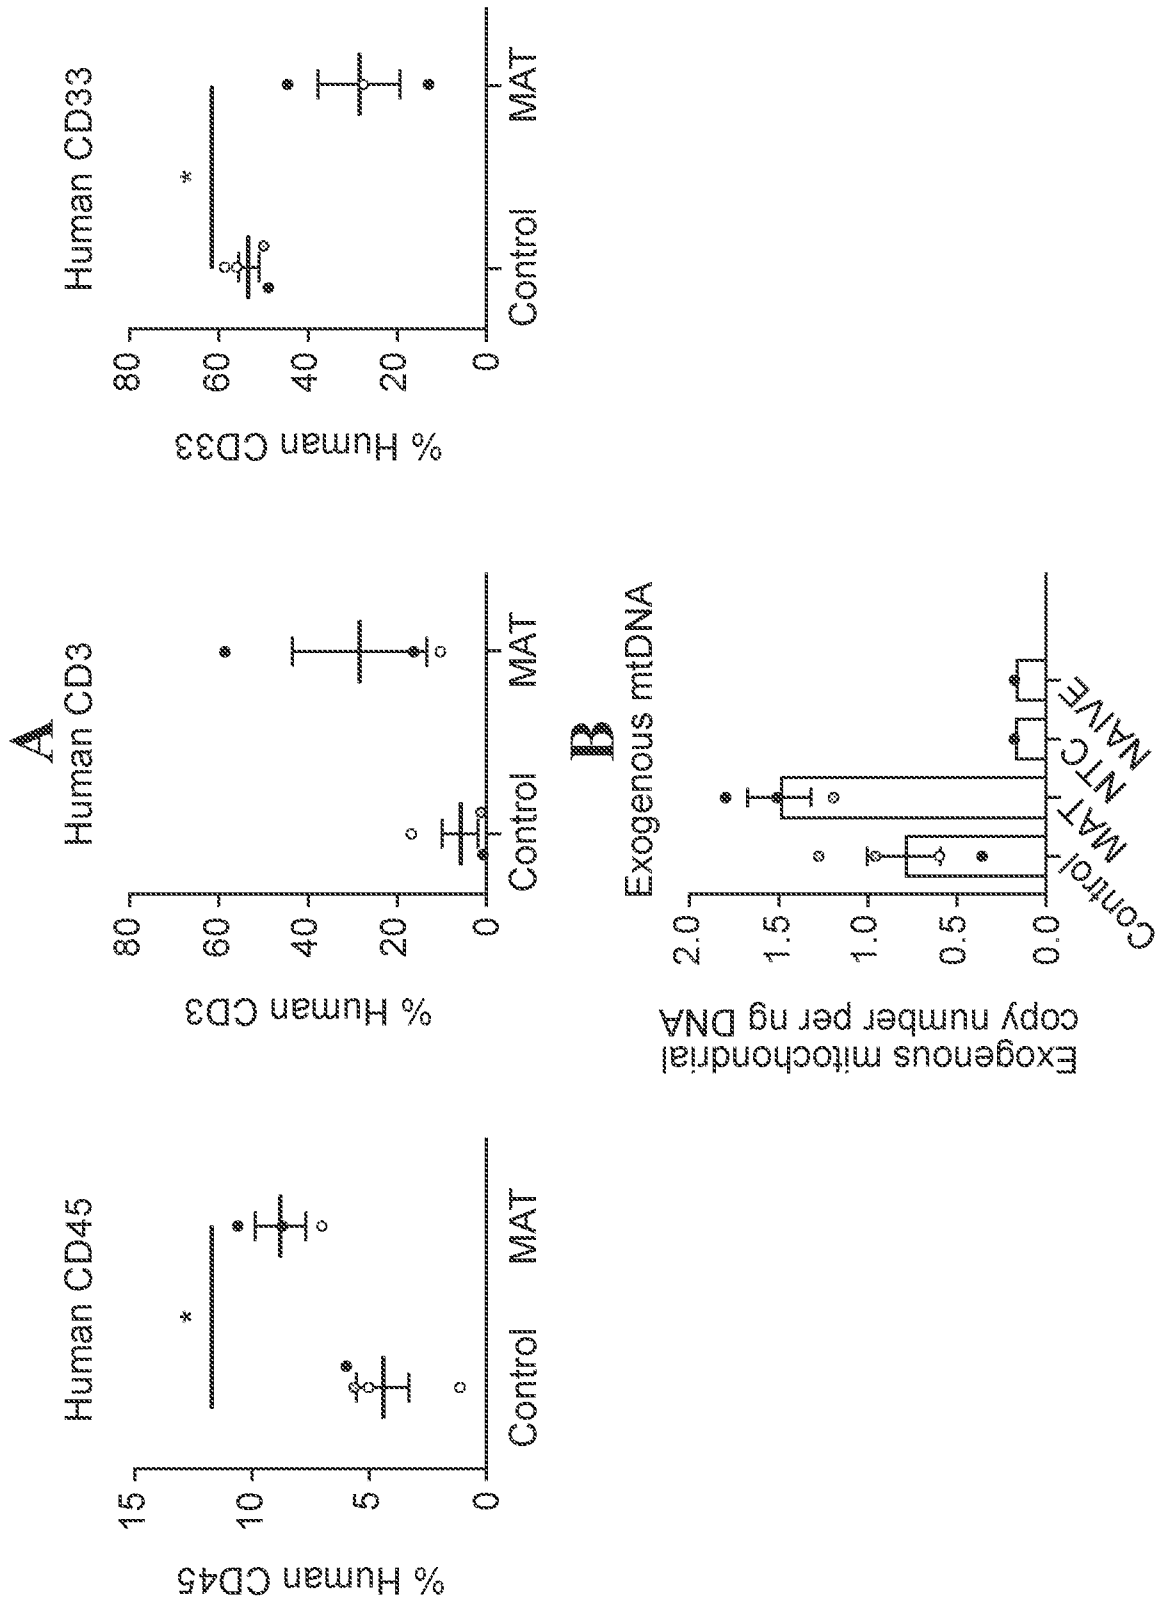 A
Human CD45
% Human CD45
15
10
5
0
*
Control
MAT
Human CD3
% Human CD3
80
60
40
20
0
Control
MAT
Human CD33
% Human CD33
80
60
40
20
0
*
Control
MAT
B
Exogenous mtDNA
Exogenous mitochondrial
copy number per ng DNA
2.0
1.5
1.0
0.5
0.0
Control
MAT
NTC
NAIVE